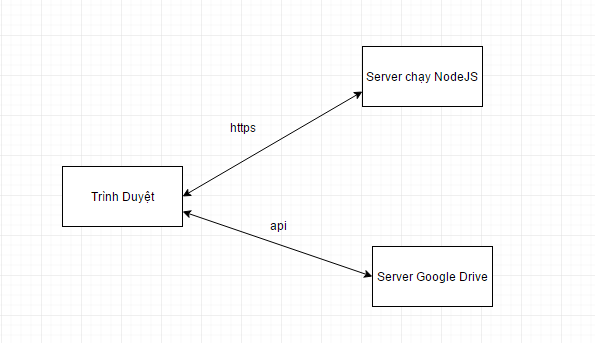 Server chạy NodeJS
https
Trình Duyệt
api
Server Google Drive